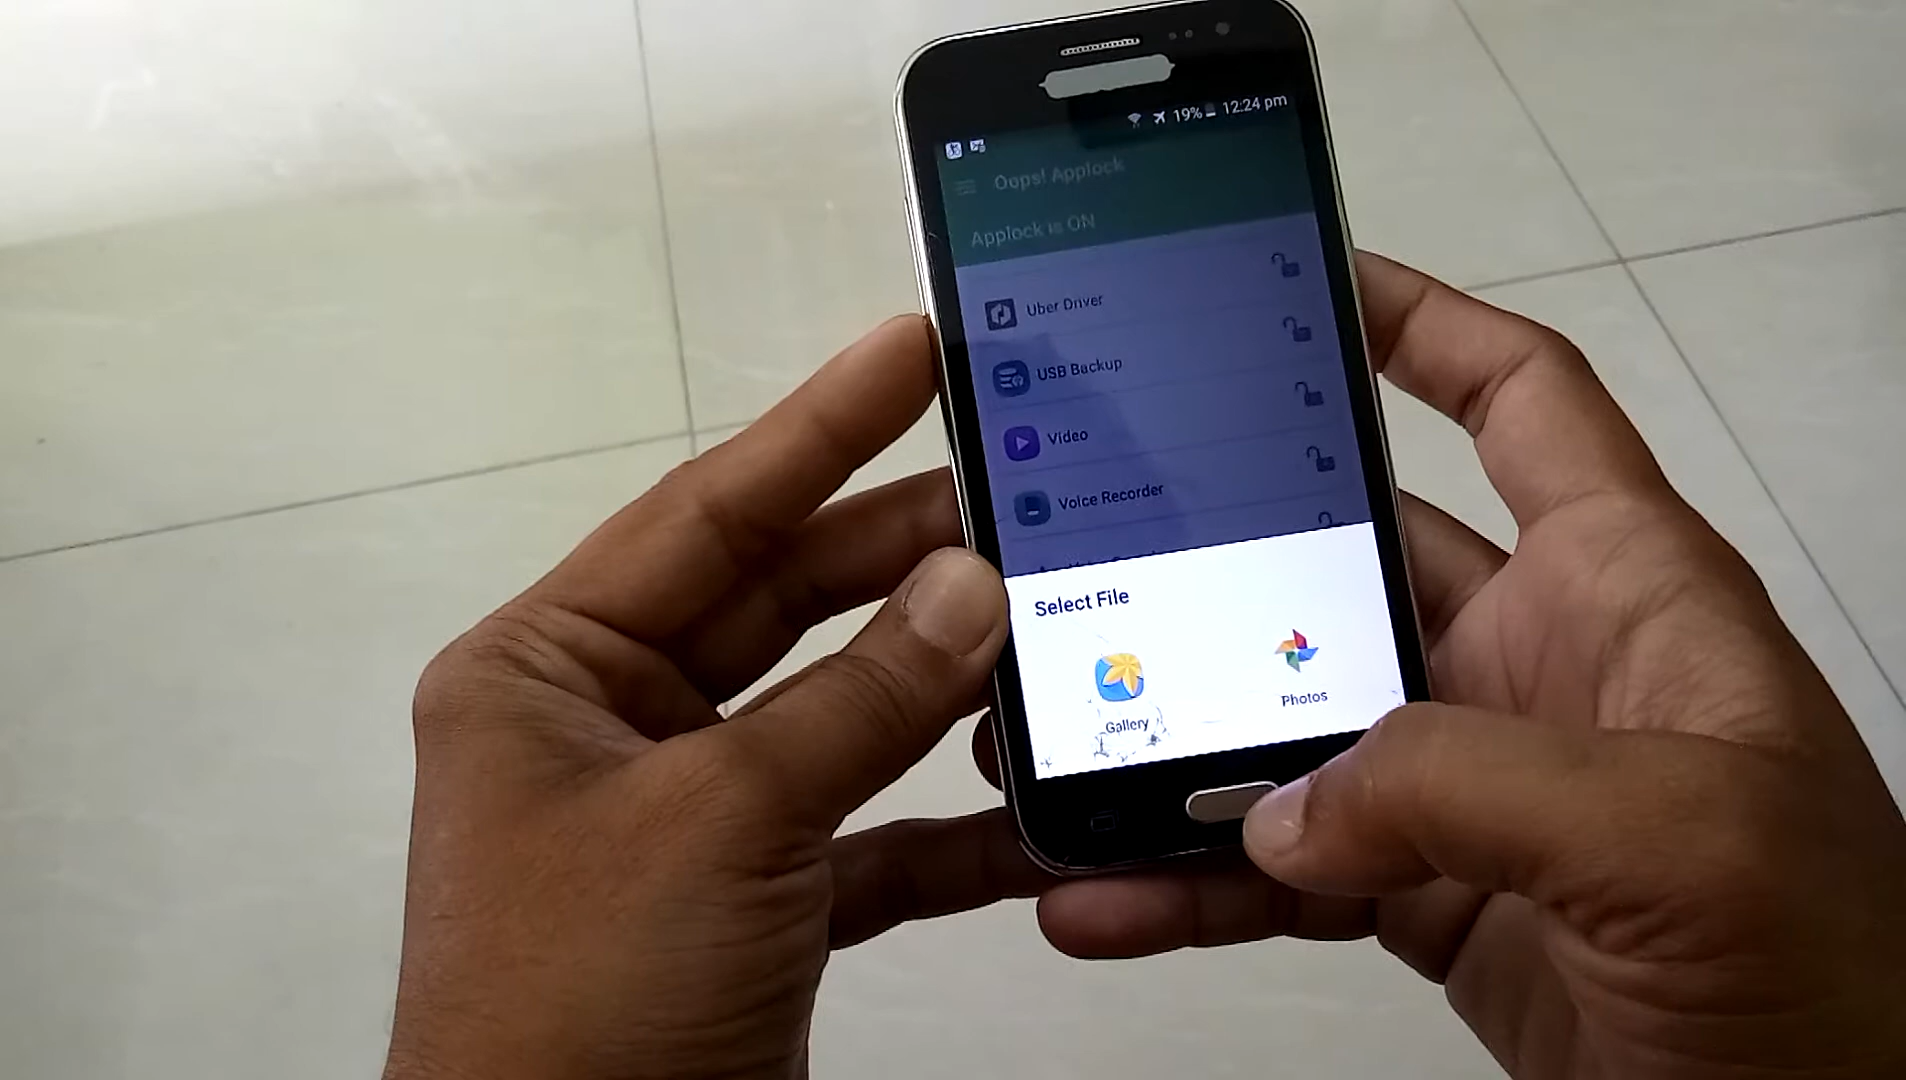 19% 12:24 pm
Oops! Applock
Applock is ON
Uber Driver
USB Backup
Video
Voice Recorder
Select File
Gallery
Photos